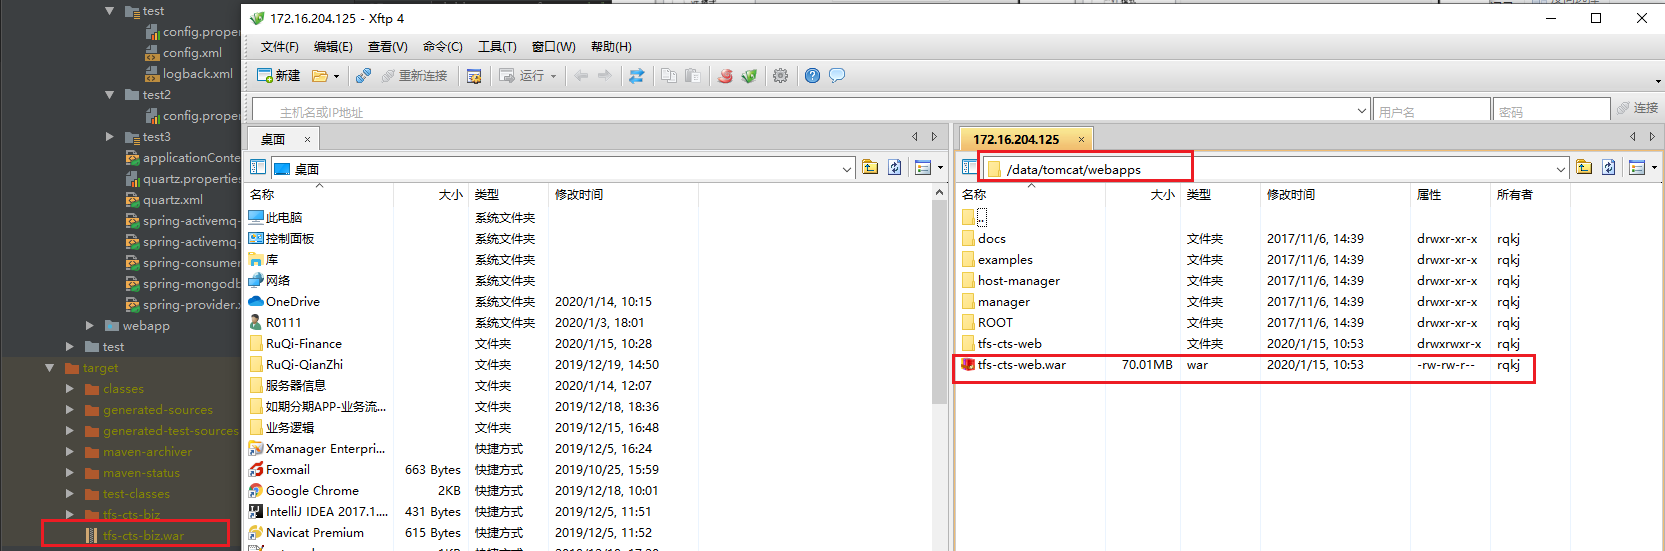 test
config.proper
config.xml
logback.xml
test2
config.proper
test3
applicationConte
quartz.properties
quartz.xml
spring-activemq-
spring-activemq-
spring-consumer
spring-mongodb
spring-provider.x
webapp
test
target
classes
generated-sources
generated-test-sources
maven-archiver
maven-status
test-classes
tfs-cts-biz
tfs-cts-biz.war
172.16.204.125 - Xftp 4
文件(F) 编辑(E) 查看(V) 命令(C) 工具(T) 窗口(W) 帮助(H)
新建 重新连接 运行
主机名或IP地址 用户名 密码 连接
桌面 ×
桌面
名称 大小 类型 修改时间
此电脑 系统文件夹
控制面板 系统文件夹
库 系统文件夹
网络 系统文件夹
OneDrive 系统文件夹 2020/1/14, 10:15
R0111 系统文件夹 2020/1/3, 18:01
RuQi-Finance 文件夹 2020/1/15, 10:28
RuQi-QianZhi 文件夹 2019/12/19, 14:50
服务器信息 文件夹 2020/1/14, 12:07
如期分期APP-业务流... 文件夹 2019/12/18, 18:36
业务逻辑 文件夹 2019/12/15, 16:48
Xmanager Enterpri... 快捷方式 2019/12/5, 16:24
Foxmail 663 Bytes 快捷方式 2019/10/25, 15:59
Google Chrome 2KB 快捷方式 2019/12/18, 10:01
IntelliJ IDEA 2017.1.... 431 Bytes 快捷方式 2019/12/5, 11:51
Navicat Premium 615 Bytes 快捷方式 2019/12/5, 11:52
172.16.204.125 ×
/data/tomcat/webapps
名称 大小 类型 修改时间 属性 所有者
..
docs 文件夹 2017/11/6, 14:39 drwxr-xr-x rqkj
examples 文件夹 2017/11/6, 14:39 drwxr-xr-x rqkj
host-manager 文件夹 2017/11/6, 14:39 drwxr-xr-x rqkj
manager 文件夹 2017/11/6, 14:39 drwxr-xr-x rqkj
ROOT 文件夹 2017/11/6, 14:39 drwxr-xr-x rqkj
tfs-cts-web 文件夹 2020/1/15, 10:53 drwxrwxr-x rqkj
tfs-cts-web.war 70.01MB war 2020/1/15, 10:53 -rw-rw-r-- rqkj